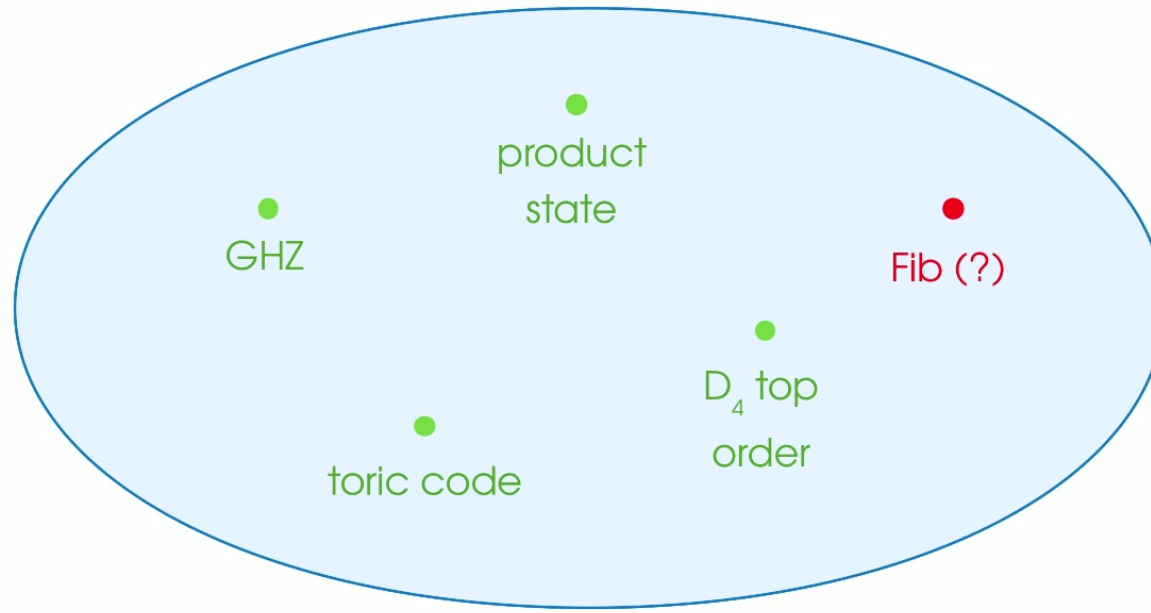 product
state
GHZ
Fib (?)
D₄ top
order
toric code